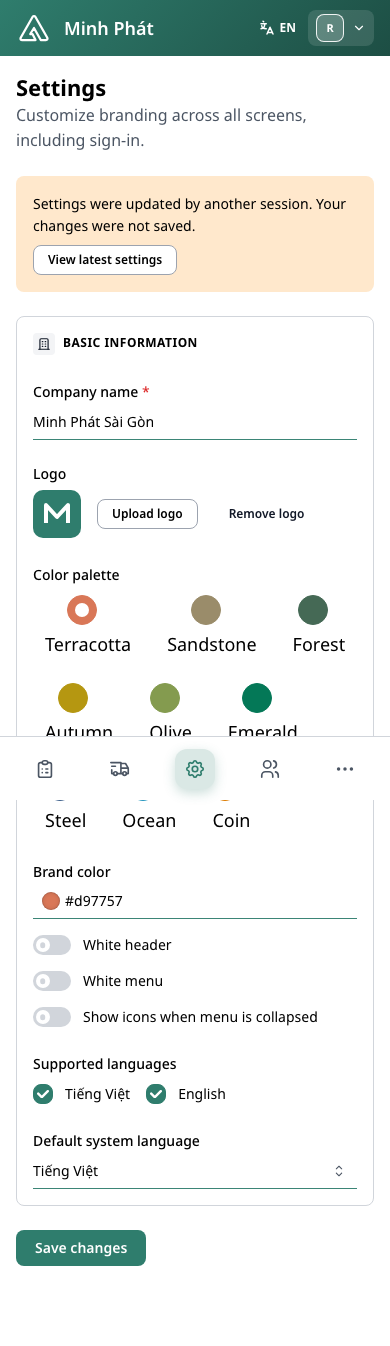 Minh Phát
EN
R
Settings
Customize branding across all screens,
including sign-in.
Settings were updated by another session. Your
changes were not saved.
View latest settings
BASIC INFORMATION
Company name *
Minh Phát Sài Gòn
Logo
Upload logo
Remove logo
Color palette
Terracotta
Sandstone
Forest
Autumn
Olive
Emerald
Steel
Ocean
Coin
Brand color
#d97757
White header
White menu
Show icons when menu is collapsed
Supported languages
Tiếng Việt
English
Default system language
Tiếng Việt
Save changes